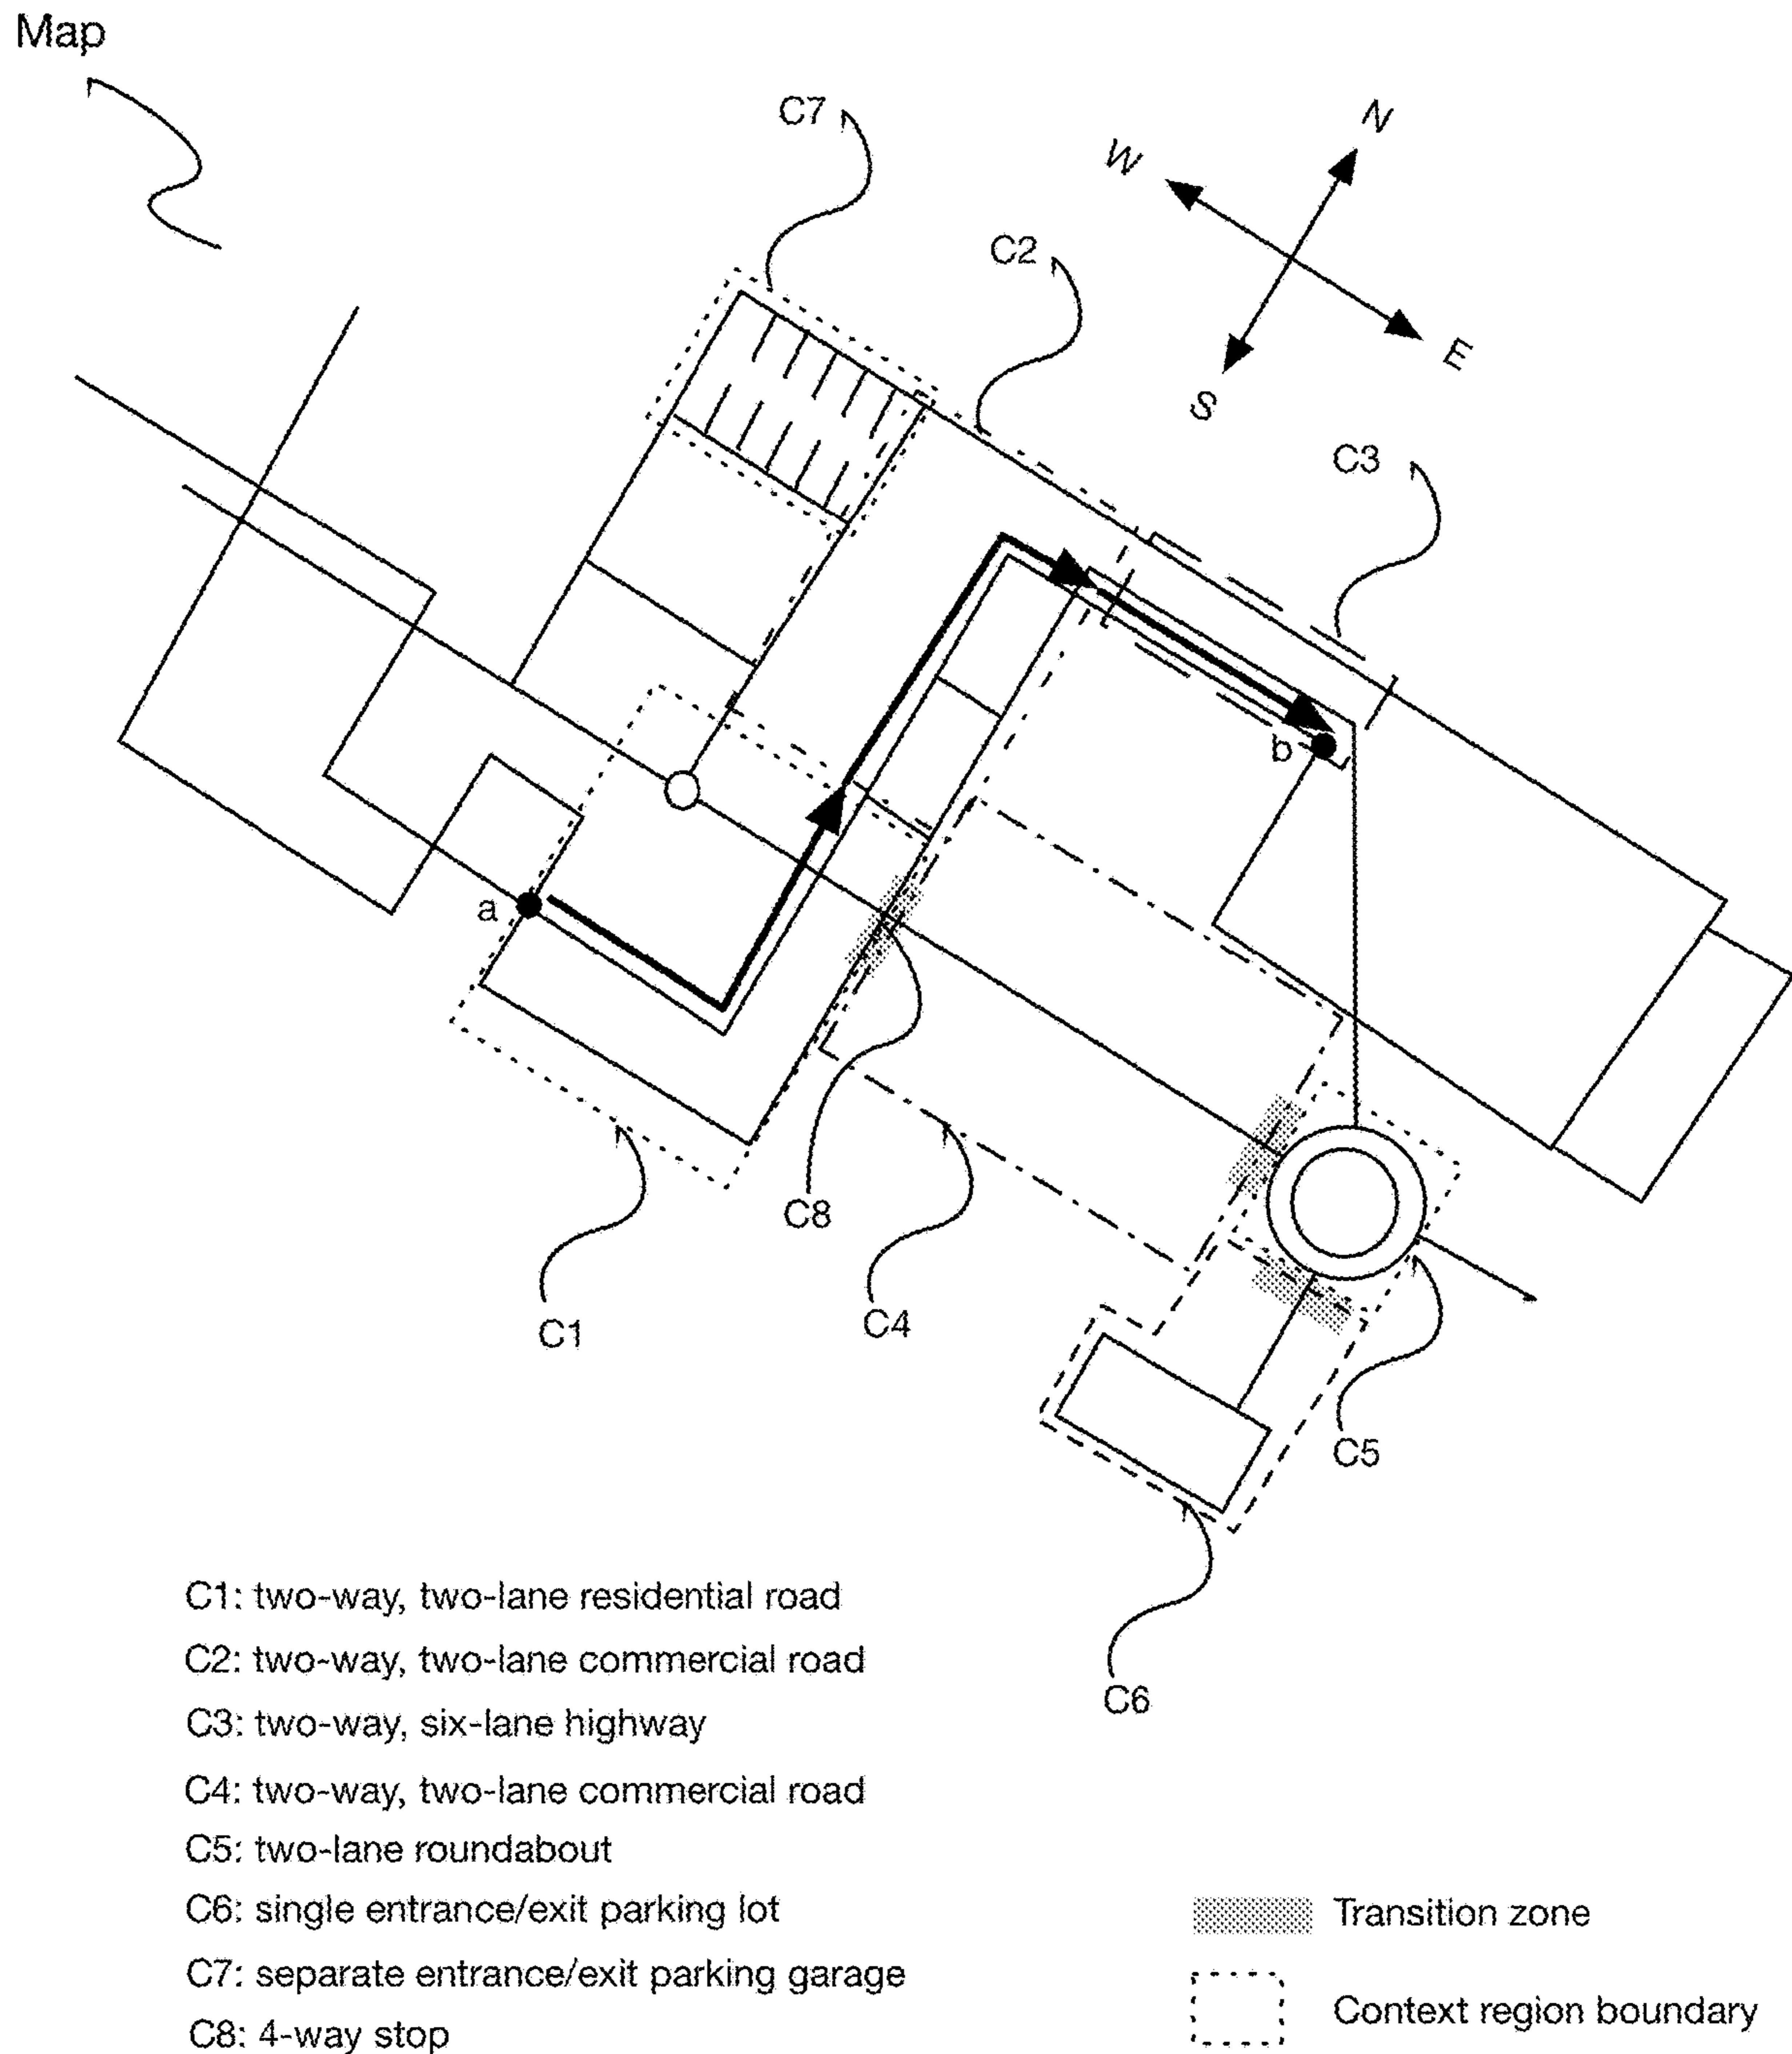 Map
C7
N
W
C2
E
S
C3
b
a
C8
C1
C4
C5
C6
C1: two-way, two-lane residential road
C2: two-way, two-lane commercial road
C3: two-way, six-lane highway
C4: two-way, two-lane commercial road
C5: two-lane roundabout
C6: single entrance/exit parking lot
Transition zone
C7: separate entrance/exit parking garage
Context region boundary
C8: 4-way stop